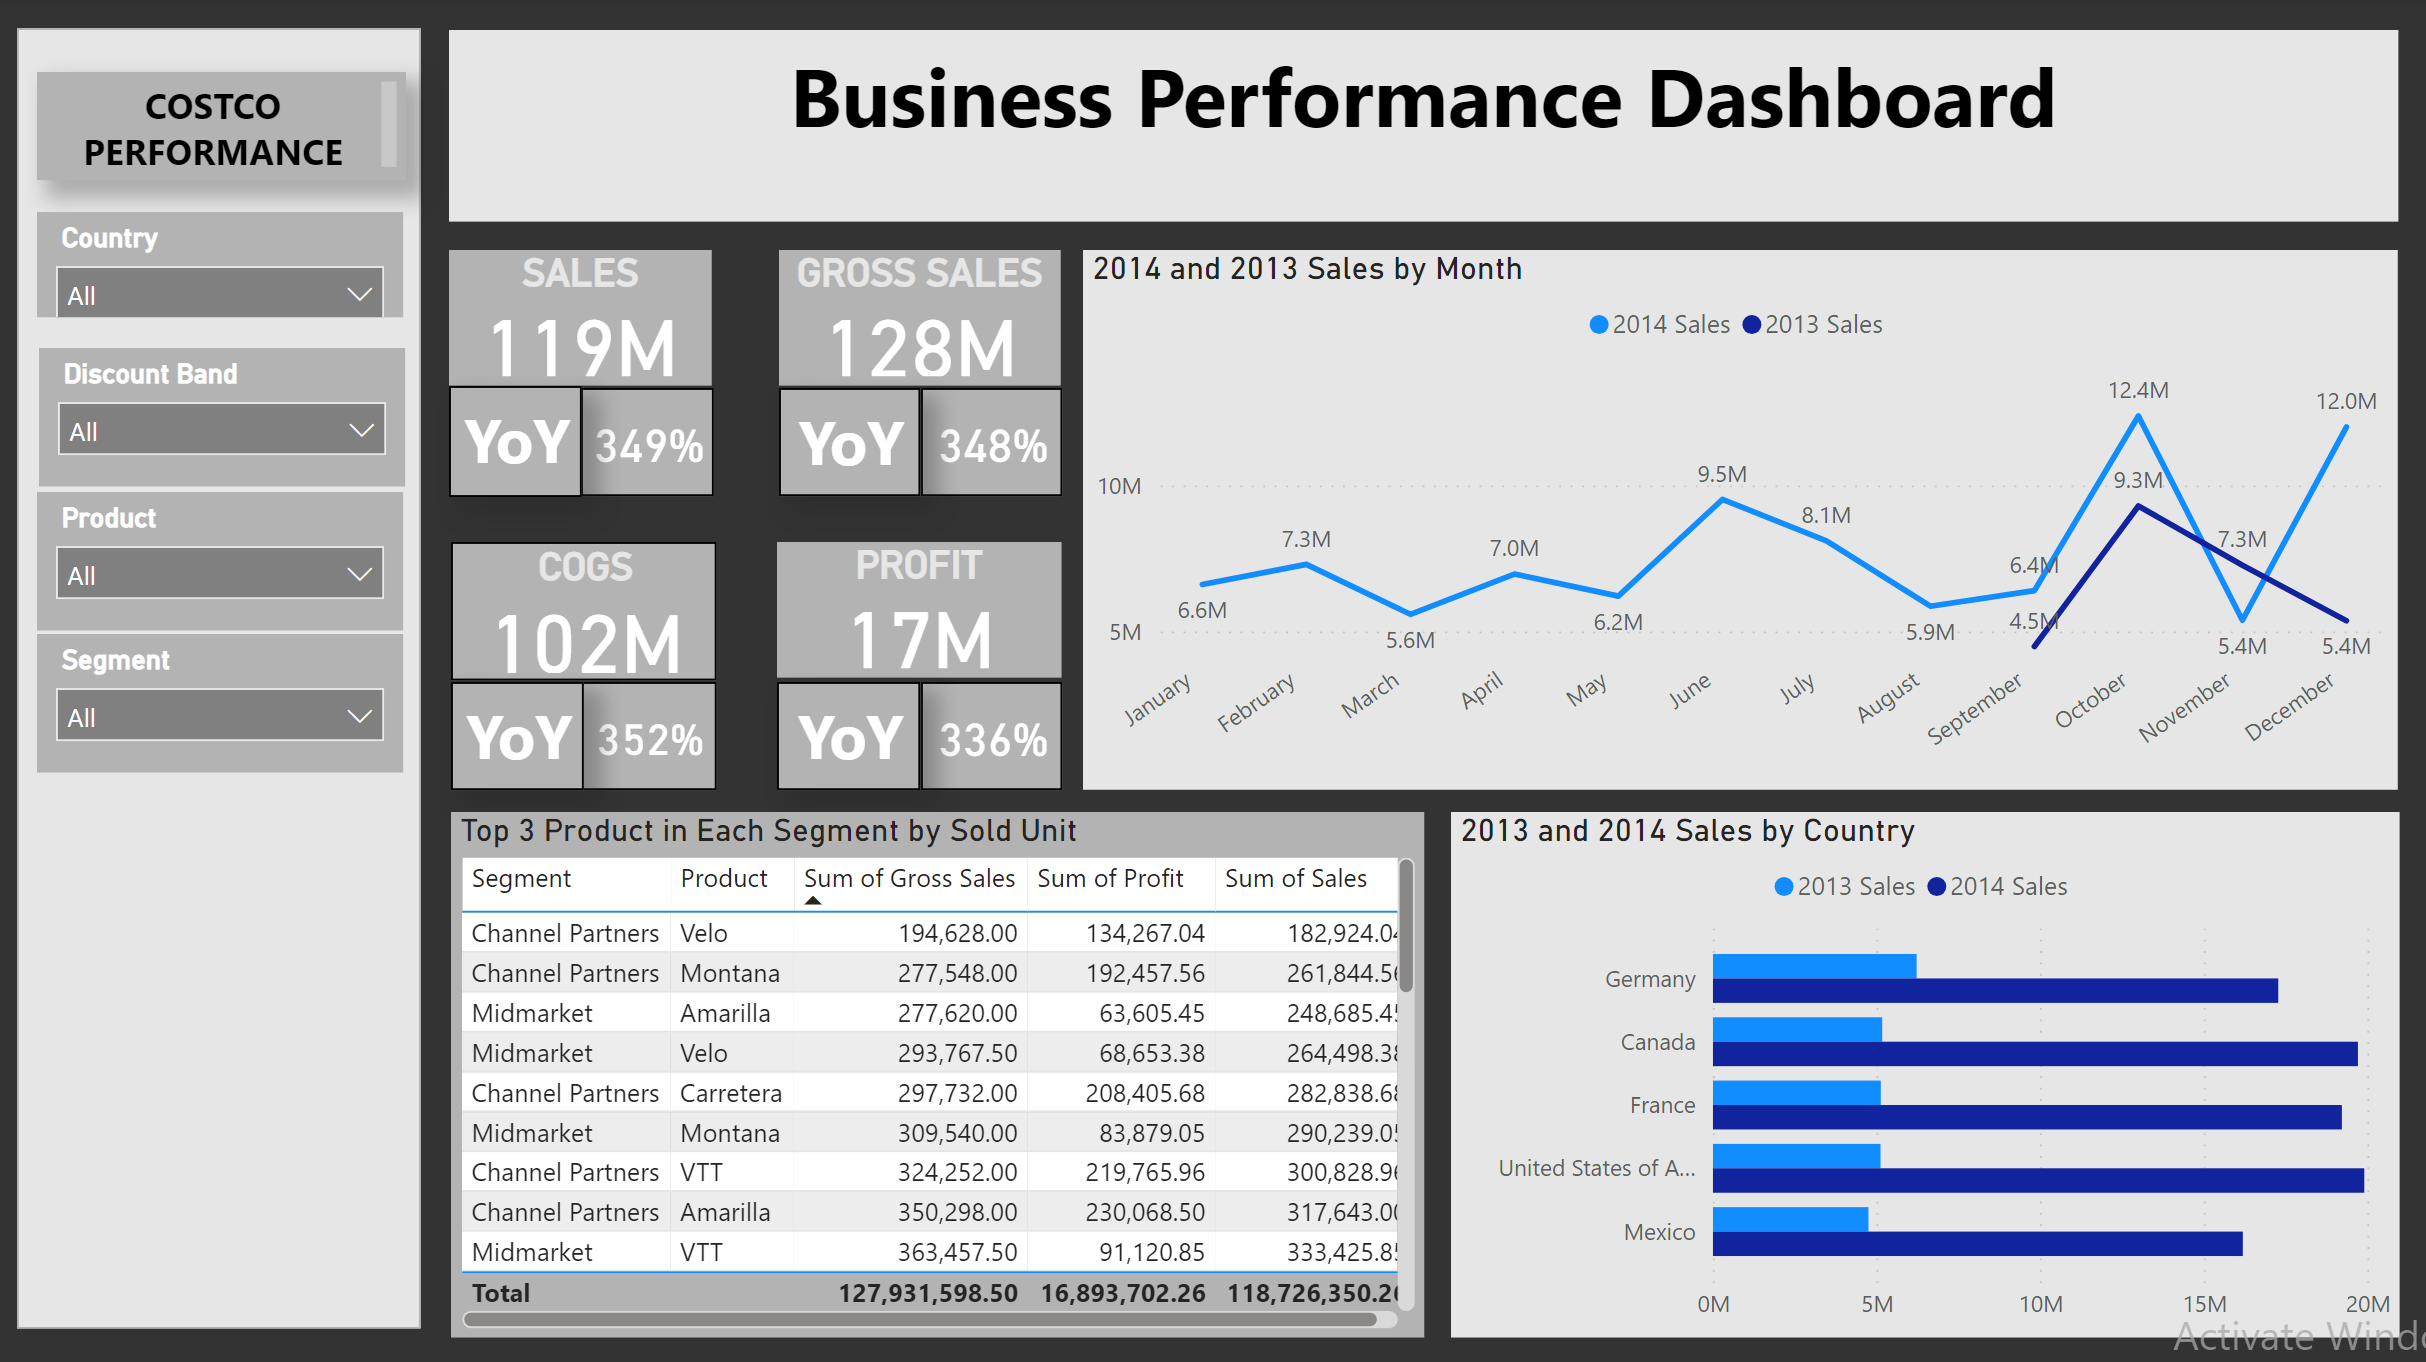 COSTCO
PERFORMANCE
Country
All
Discount Band
All
Product
All
Segment
All
Business Performance Dashboard
SALES
119M
YoY 349%
GROSS SALES
128M
YoY 348%
COGS
102M
YoY 352%
PROFIT
17M
YoY 336%
2014 and 2013 Sales by Month
2014 Sales 2013 Sales
10M
5M
6.6M
7.3M
5.6M
7.0M
6.2M
9.5M
8.1M
5.9M
6.4M
12.4M
5.4M
12.0M
4.5M
9.3M
7.3M
5.4M
January
February
March
April
May
June
July
August
September
October
November
December
Top 3 Product in Each Segment by Sold Unit
Segment Product Sum of Gross Sales Sum of Profit Sum of Sales
Channel Partners Velo 194,628.00 134,267.04 182,924.04
Channel Partners Montana 277,548.00 192,457.56 261,844.56
Midmarket Amarilla 277,620.00 63,605.45 248,685.45
Midmarket Velo 293,767.50 68,653.38 264,498.38
Channel Partners Carretera 297,732.00 208,405.68 282,838.68
Midmarket Montana 309,540.00 83,879.05 290,239.05
Channel Partners VTT 324,252.00 219,765.96 300,828.96
Channel Partners Amarilla 350,298.00 230,068.50 317,643.00
Midmarket VTT 363,457.50 91,120.85 333,425.85
Total 127,931,598.50 16,893,702.26 118,726,350.26
2013 and 2014 Sales by Country
2013 Sales 2014 Sales
Germany
Canada
France
United States of A...
Mexico
0M 5M 10M 15M 20M
Activate Windo